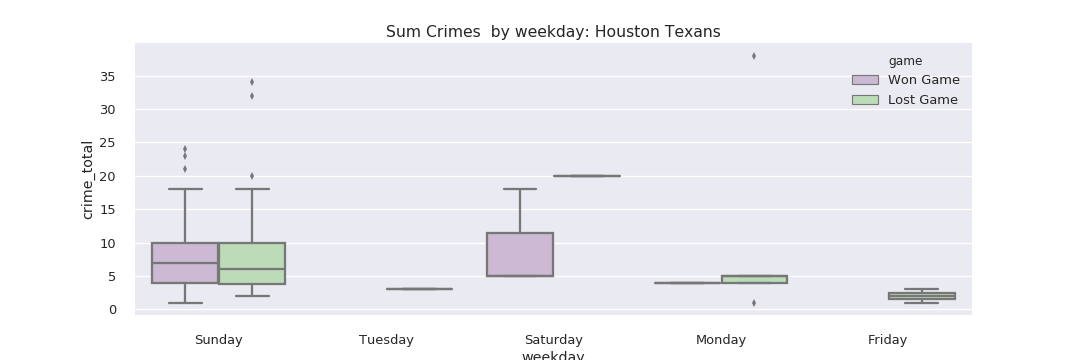 Sum Crimes  by weekday: Houston Texans
game
Won Game
Lost Game
crime_total
35
30
25
20
15
10
5
0
Sunday Tuesday Saturday Monday Friday
weekday